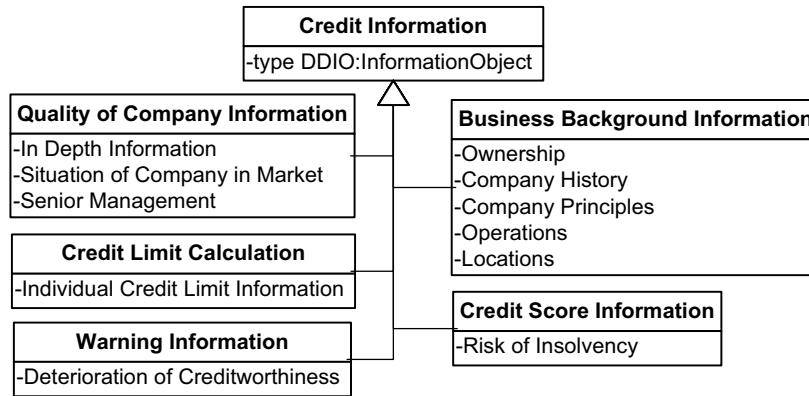 Credit Information
-type DDIO:InformationObject
Quality of Company Information
-In Depth Information
-Situation of Company in Market
-Senior Management
Business Background Information
-Ownership
-Company History
-Company Principles
-Operations
-Locations
Credit Limit Calculation
-Individual Credit Limit Information
Credit Score Information
-Risk of Insolvency
Warning Information
-Deterioration of Creditworthiness